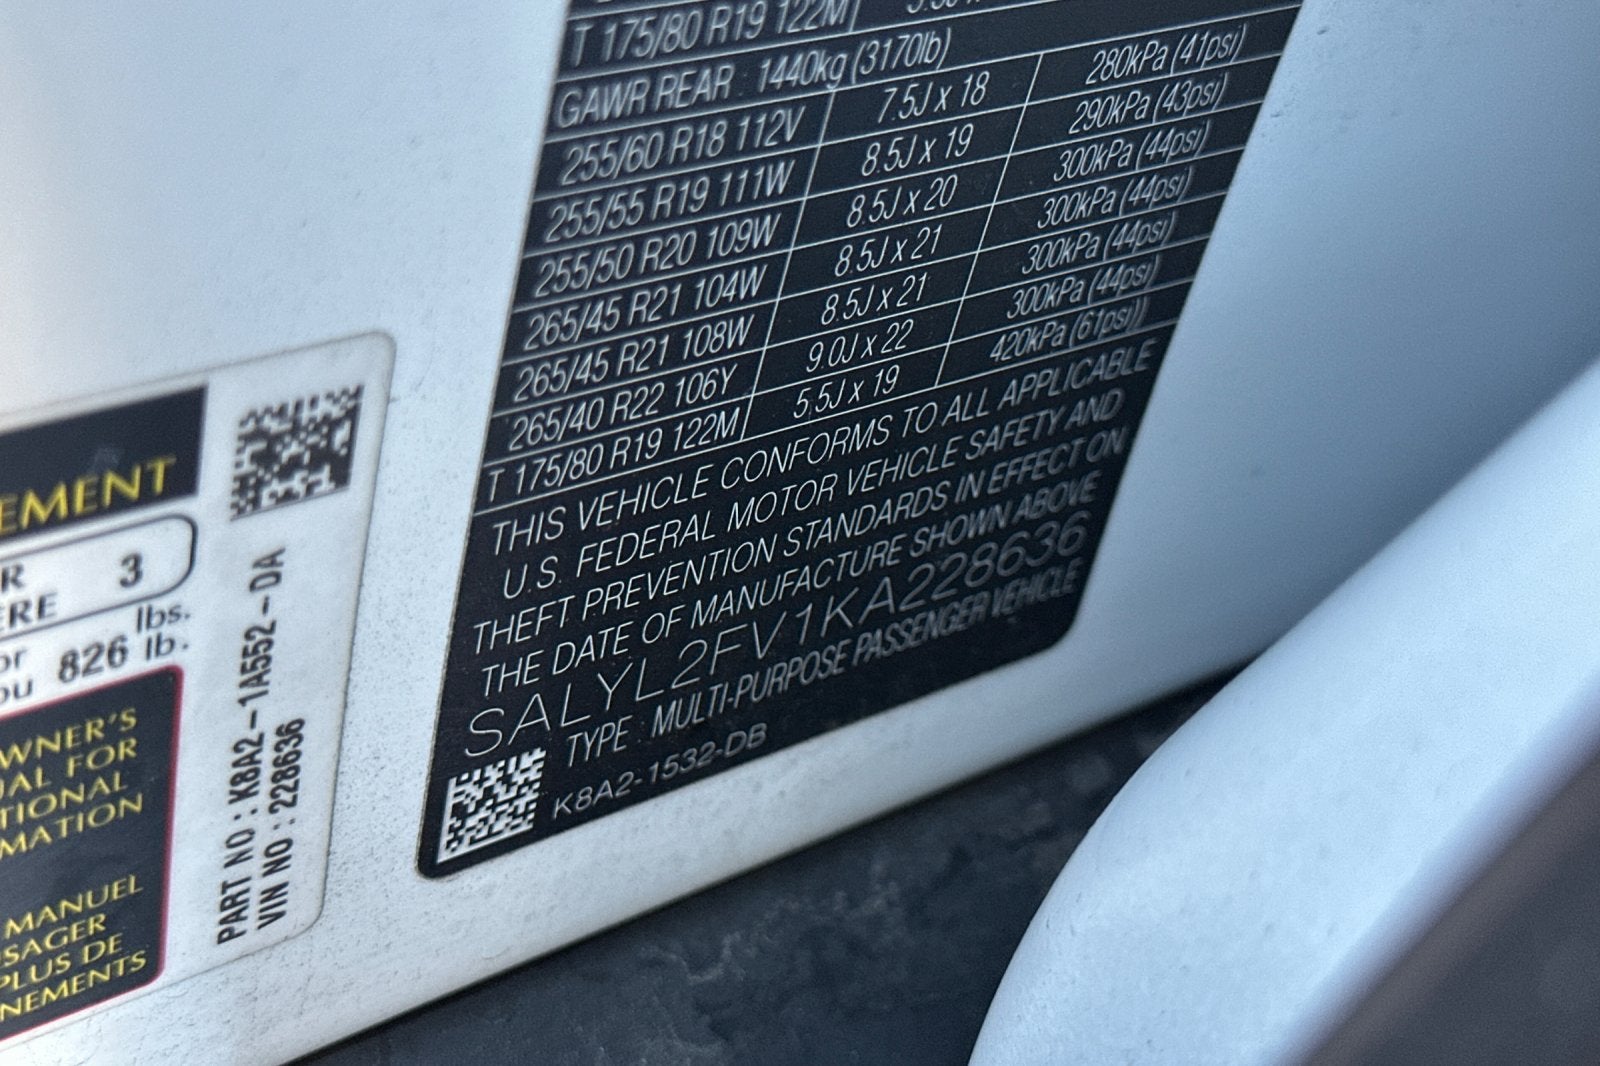 T 175/80 R19 122M
GAWR REAR : 1440kg (3170lb)
255/60 R18 112V 7.5J x 18 280kPa (41psi)
255/55 R19 111W 8.5J x 19 290kPa (43psi)
255/50 R20 109W 8.5J x 20 300kPa (44psi)
265/45 R21 104W 8.5J x 21 300kPa (44psi)
265/45 R21 108W 8.5J x 21 300kPa (44psi)
265/40 R22 106Y 9.0J x 22 300kPa (44psi)
T 175/80 R19 122M 5.5J x 19 420kPa (61psi))
THIS VEHICLE CONFORMS TO ALL APPLICABLE
U.S. FEDERAL MOTOR VEHICLE SAFETY AND
THEFT PREVENTION STANDARDS IN EFFECT ON
THE DATE OF MANUFACTURE SHOWN ABOVE
SALYL2FV1KA228636
TYPE : MULTI-PURPOSE PASSENGER VEHICLE
K8A2-1532-DB
EMENT
R 3
ERE
lbs.
or 826 lb.
ou
WNER'S
UAL FOR
TIONAL
RMATION
MANUEL
SAGER
PLUS DE
NEMENTS
PART NO : K8A2-1A552-DA
VIN NO : 228636